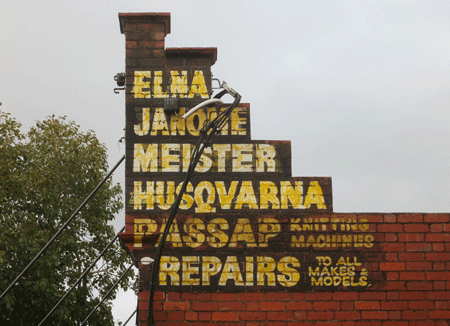 ELNA
JANOME
MEISTER
HUSQVARNA
PASSAP KNITTING MACHINES
REPAIRS TO ALL MAKES & MODELS.